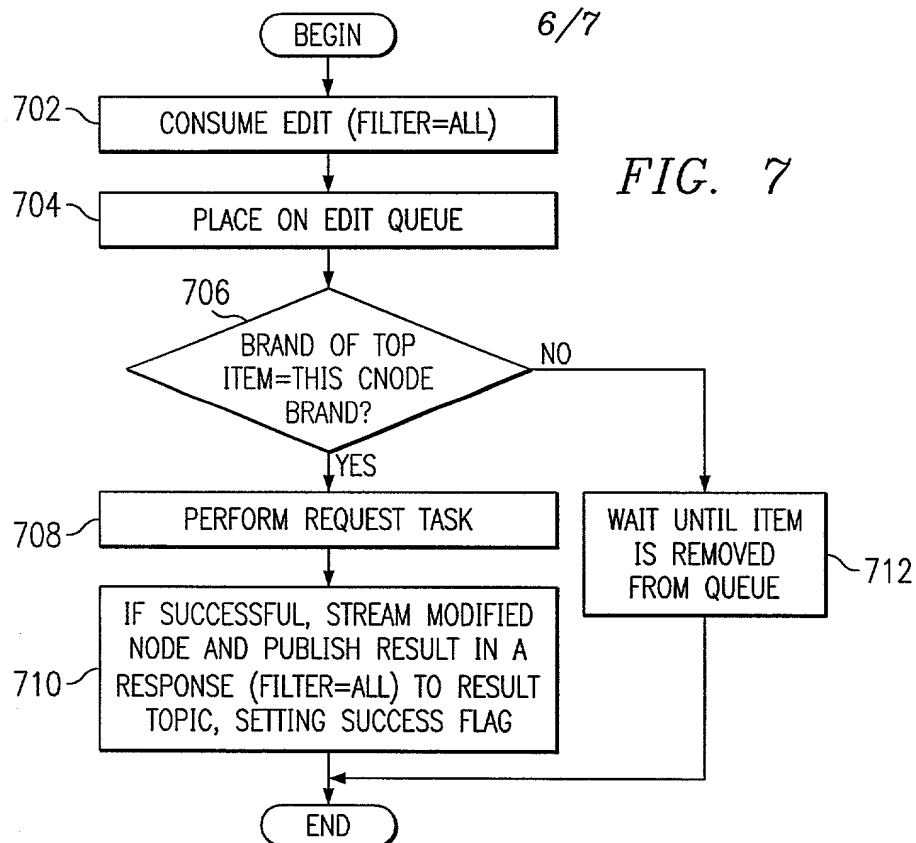 6/7
BEGIN
702
CONSUME EDIT (FILTER=ALL)
FIG. 7
704
PLACE ON EDIT QUEUE
706
BRAND OF TOP
ITEM=THIS CNODE
BRAND?
NO
YES
708
PERFORM REQUEST TASK
WAIT UNTIL ITEM
IS REMOVED
FROM QUEUE
712
710
IF SUCCESSFUL, STREAM MODIFIED
NODE AND PUBLISH RESULT IN A
RESPONSE (FILTER=ALL) TO RESULT
TOPIC, SETTING SUCCESS FLAG
END